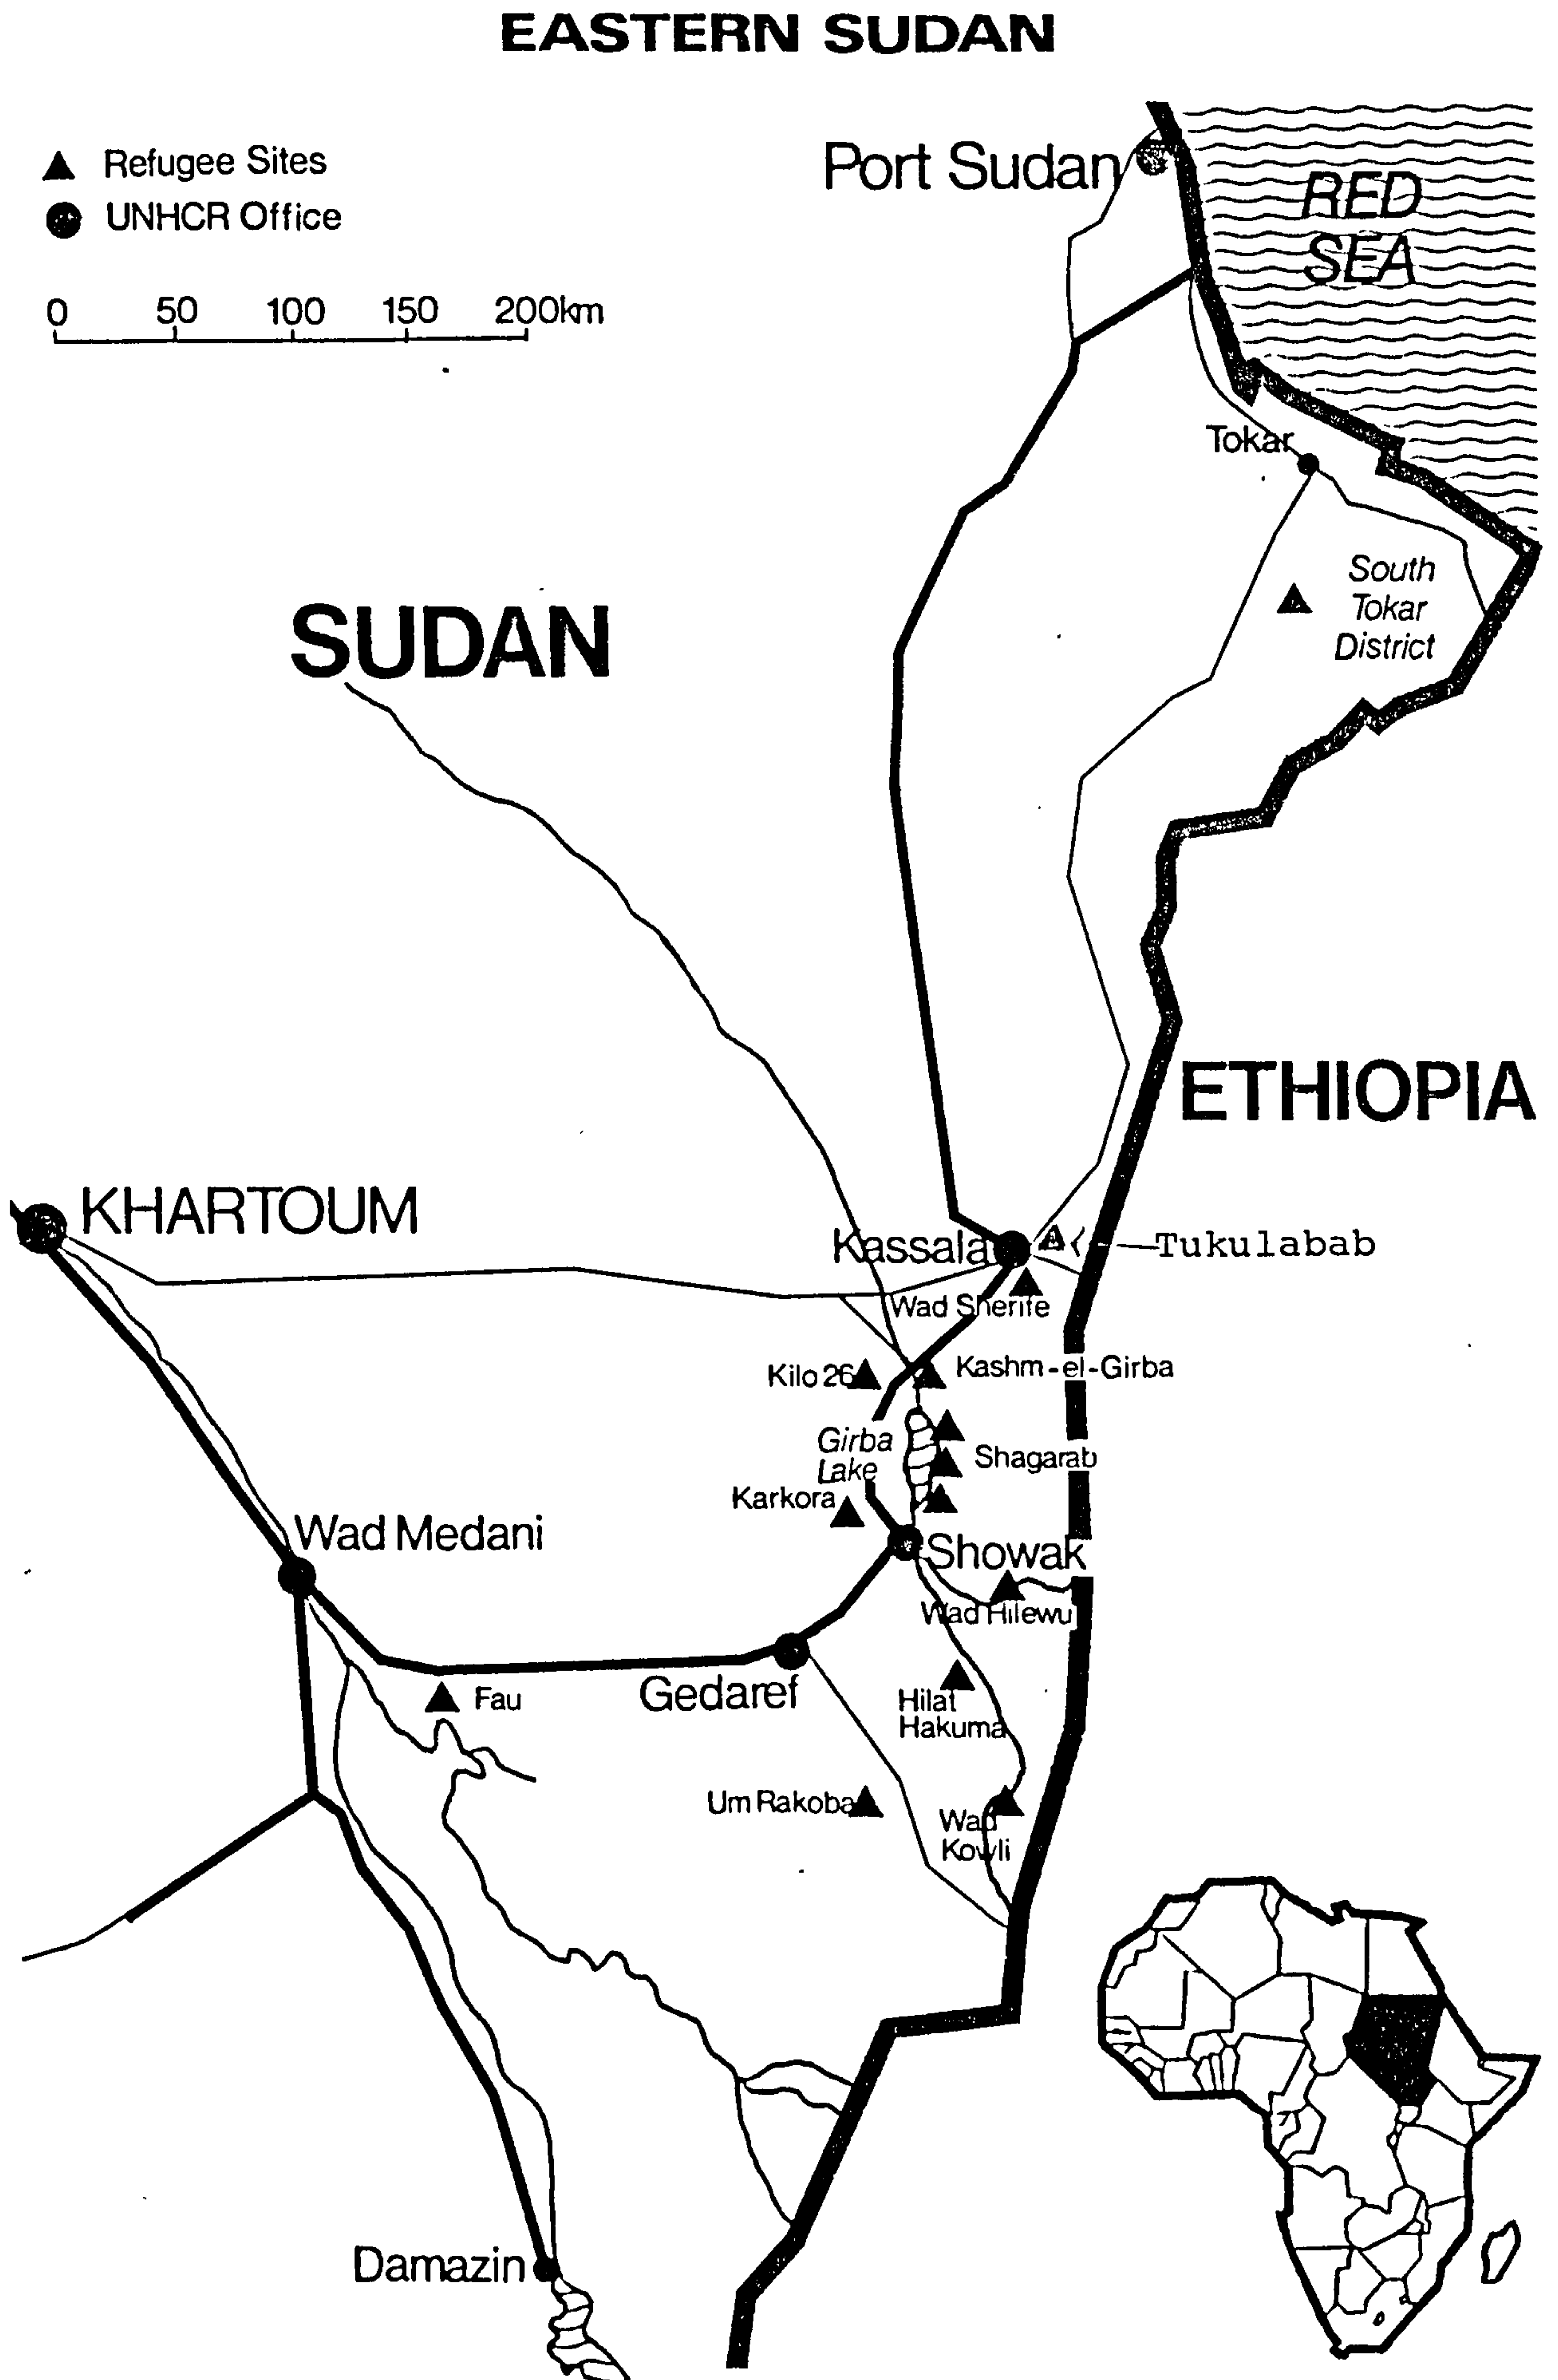 EASTERN SUDAN
Refugee Sites
UNHCR Office
0 50 100 150 200km
Port Sudan
RED
SEA
Tokar
South
Tokar
District
SUDAN
ETHIOPIA
KHARTOUM
Kassala
Tukulabab
Wad Sherife
Kilo 26
Kashm-el-Girba
Girba
Lake
Shagarab
Karkora
Wad Medani
Showak
Wad Hilewu
Gedaref
Fau
Hilat
Hakuma
Um Rakoba
Wad
Kowli
Damazin